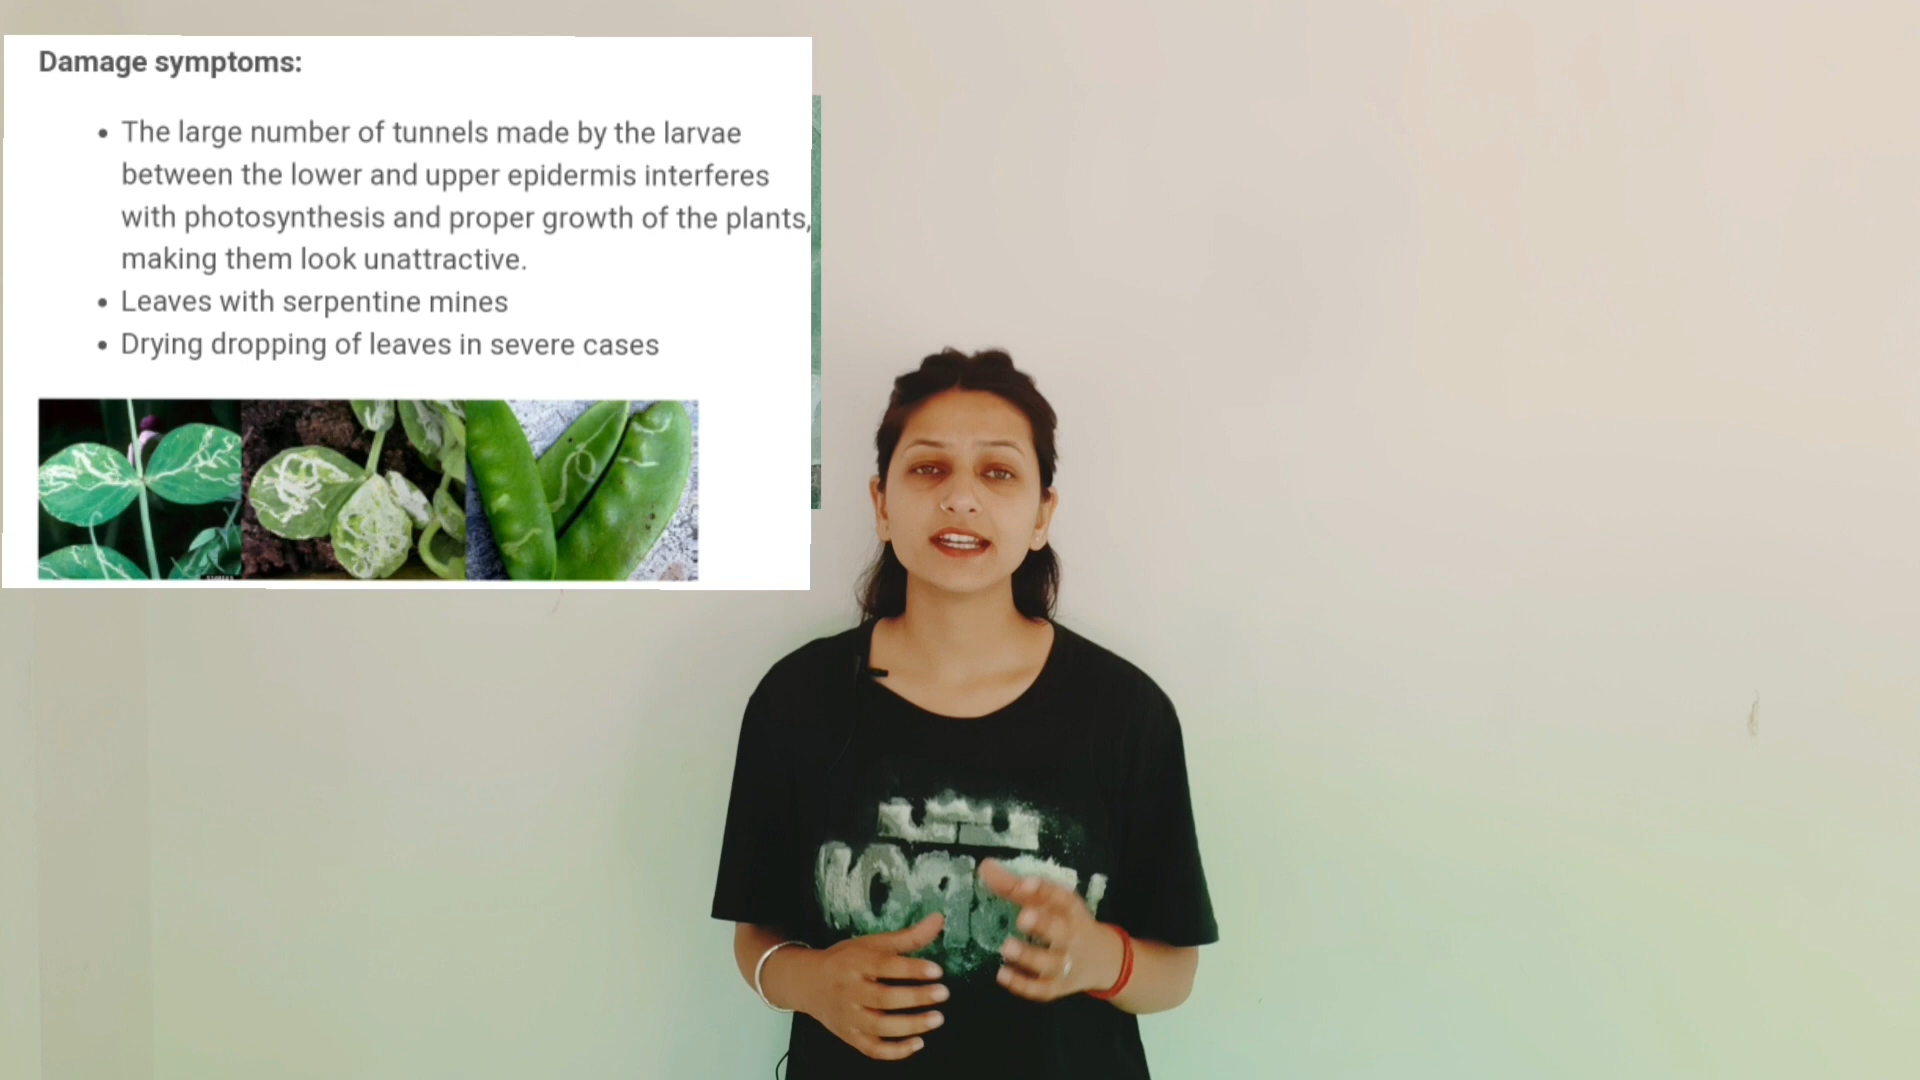 Damage symptoms:
• The large number of tunnels made by the larvae
between the lower and upper epidermis interferes
with photosynthesis and proper growth of the plants,
making them look unattractive.
• Leaves with serpentine mines
• Drying dropping of leaves in severe cases